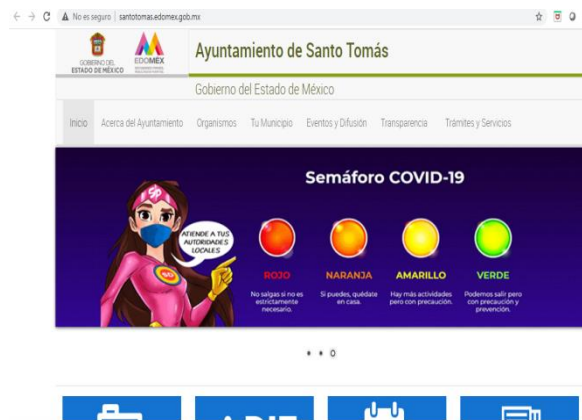 No es seguro | santotomas.edomex.gob.mx
GOBIERNO DEL
ESTADO DE MÉXICO
EDOMEX
Ayuntamiento de Santo Tomás
Gobierno del Estado de México
Inicio Acerca del Ayuntamiento Organismos Tu Municipio Eventos y Difusión Transparencia Trámites y Servicios
Semáforo COVID-19
ATIENDE A TUS
AUTORIDADES
LOCALES
ROJO NARANJA AMARILLO VERDE
No salgas si no es
estrictamente
necesario.
Si puedes, quédate
en casa.
Hay más actividades
pero con precaución.
Podemos salir pero
con precaución y
prevención.